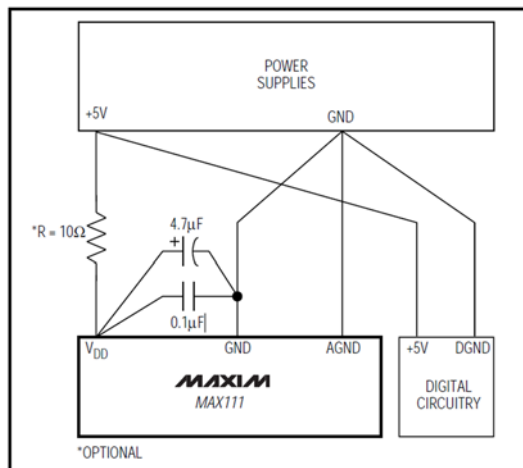 POWER
SUPPLIES
+5V
GND
*R = 10Ω
4.7µF
+
0.1µF
VDD
GND
AGND
+5V
DGND
MAXIM
MAX111
DIGITAL
CIRCUITRY
*OPTIONAL